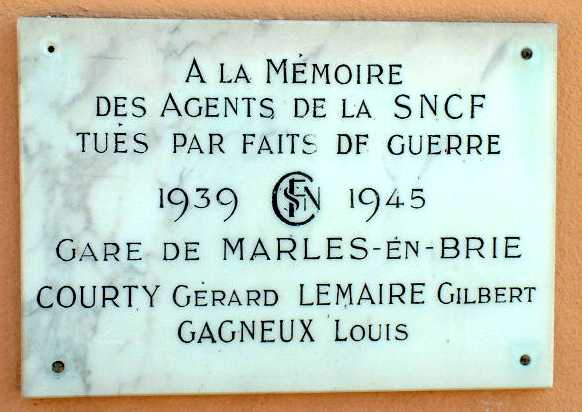 A LA MÉMOIRE
DES AGENTS DE LA SNCF
TUÉS PAR FAITS DF GUERRE
1939 SNCF 1945
GARE DE MARLES-EN-BRIE
COURTY GÉRARD LEMAIRE GILBERT
GAGNEUX LOUIS